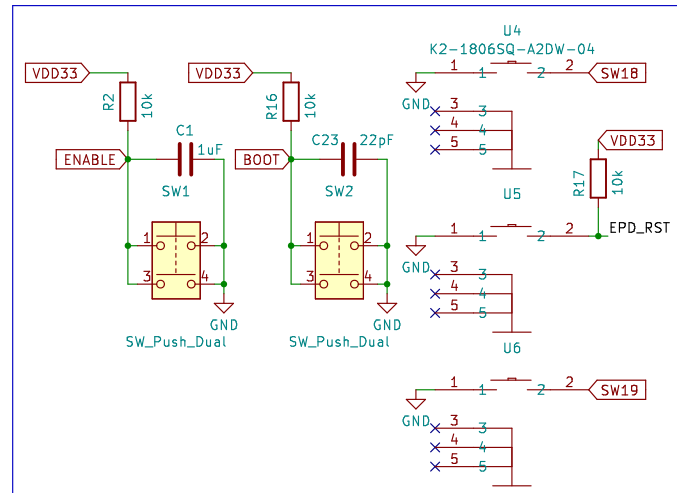 U4
K2-1806SQ-A2DW-04
VDD33
R2
10k
VDD33
R16
10k
GND
1
1
2
2
SW18
3
3
4
4
5
5
C1
1uF
ENABLE
SW1
C23
22pF
BOOT
SW2
VDD33
R17
10k
U5
GND
1
1
2
2
EPD_RST
3
3
4
4
5
5
1
2
3
4
GND
SW_Push_Dual
1
2
3
4
GND
SW_Push_Dual
U6
GND
1
1
2
2
SW19
3
3
4
4
5
5